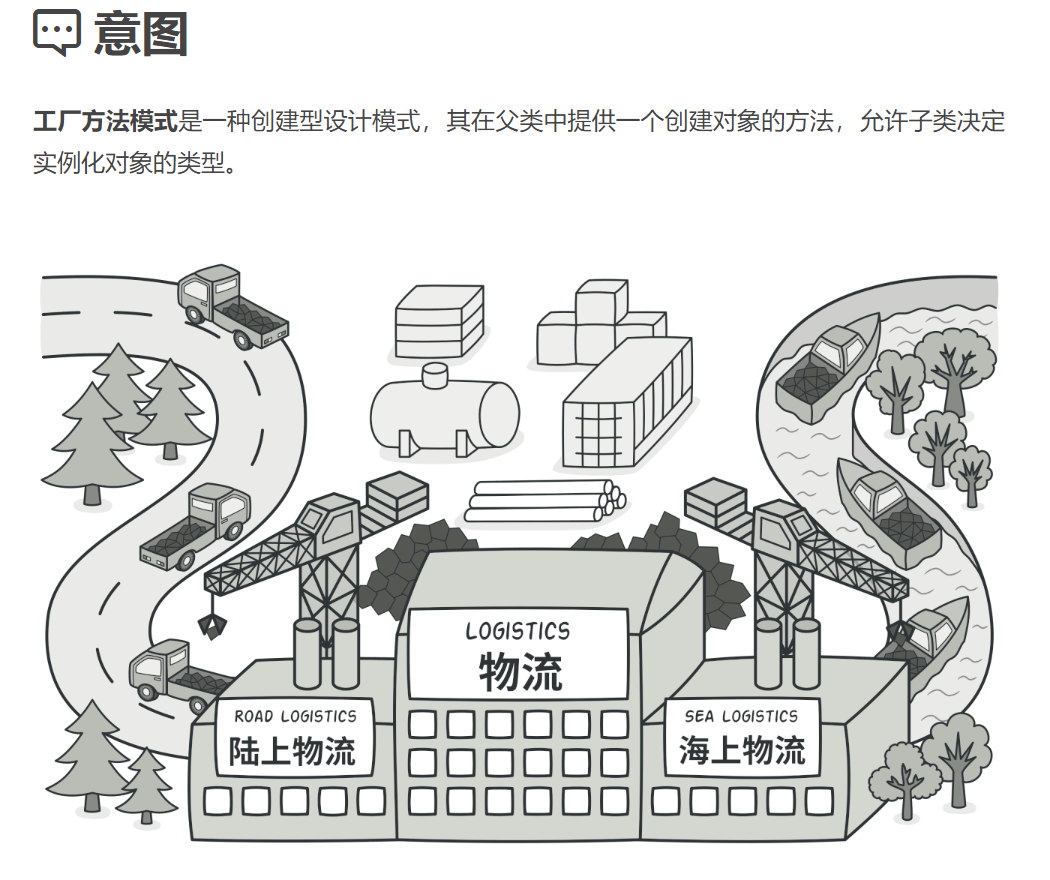 意图
工厂方法模式是一种创建型设计模式，其在父类中提供一个创建对象的方法，允许子类决定
实例化对象的类型。
LOGISTICS
物流
ROAD LOGISTICS
陆上物流
SEA LOGISTICS
海上物流